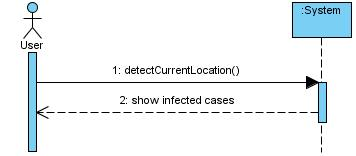 :System
User
1: detectCurrentLocation()
2: show infected cases